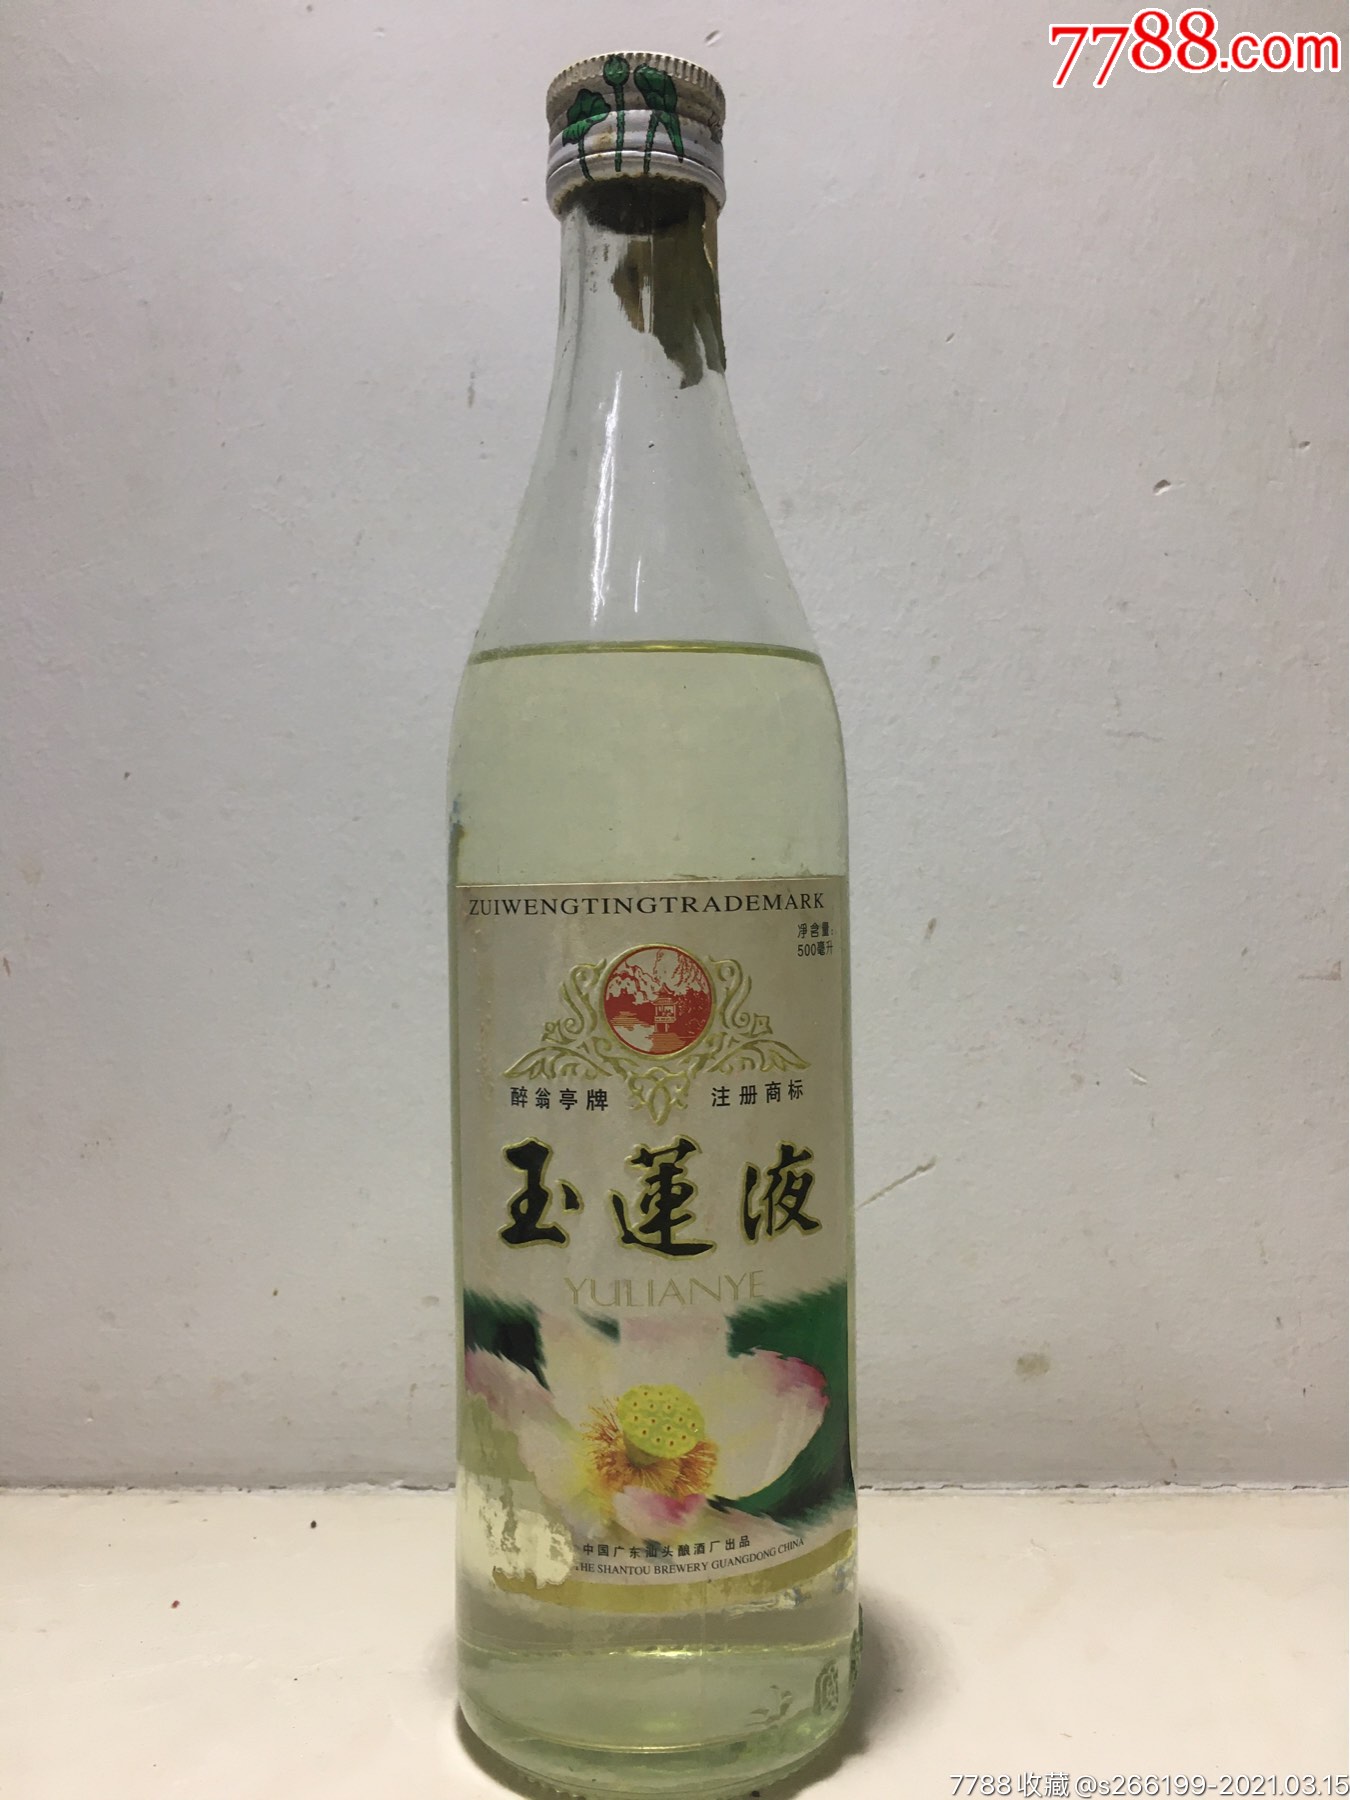 7788.com
ZUIWENGTINGTRADEMARK
净含量:
500毫升
醉翁亭牌 注册商标
玉蓮液
YULIANYE
中国广东汕头酿酒厂出品
THE SHANTOU BREWERY GUANGDONG CHINA
7788收藏@s266199-2021.03.15